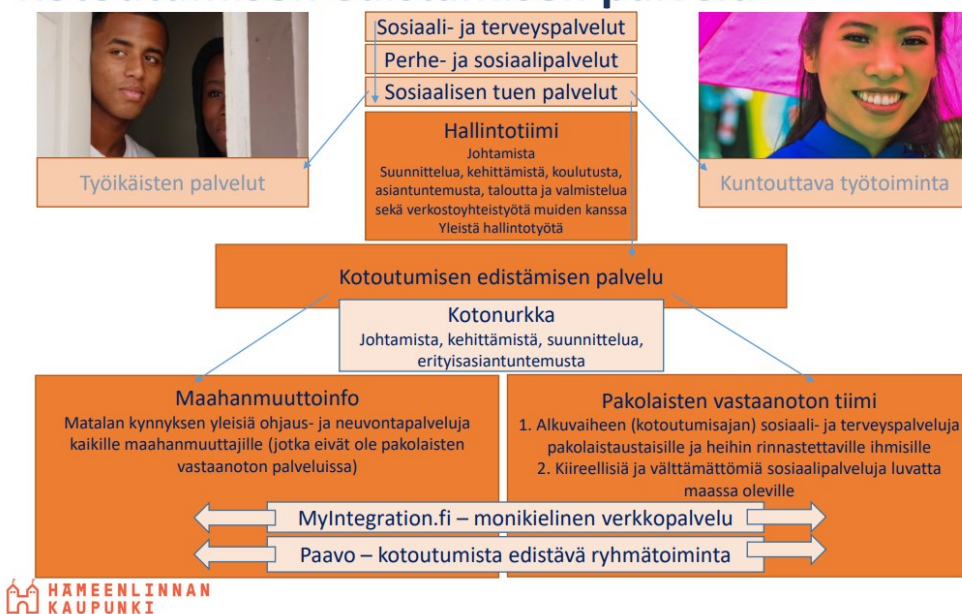 Kotoutumisen edistämisen palvelu
Sosiaali- ja terveyspalvelut
Perhe- ja sosiaalipalvelut
Sosiaalisen tuen palvelut
Hallintotiimi
Johtamista
Suunnittelua, kehittämistä, koulutusta,
asiantuntemusta, taloutta ja valmistelua
sekä verkostoyhteistyötä muiden kanssa
Yleistä hallintotyötä
Työikäisten palvelut
Kuntouttava työtoiminta
Kotoutumisen edistämisen palvelu
Kotonurkka
Johtamista, kehittämistä, suunnittelua,
erityisasiantuntemusta
Maahanmuuttoinfo
Matalan kynnyksen yleisiä ohjaus- ja neuvontapalveluja
kaikille maahanmuuttajille (jotka eivät ole pakolaisten
vastaanoton palveluissa)
Pakolaisten vastaanoton tiimi
1. Alkuvaiheen (kotoutumisajan) sosiaali- ja terveyspalveluja
pakolaistaustaisille ja heihin rinnastettaville ihmisille
2. Kiireellisiä ja välttämättömiä sosiaalipalveluja luvatta
maassa oleville
MyIntegration.fi – monikielinen verkkopalvelu
Paavo – kotoutumista edistävä ryhmätoiminta
HÄMEENLINNAN
KAUPUNKI